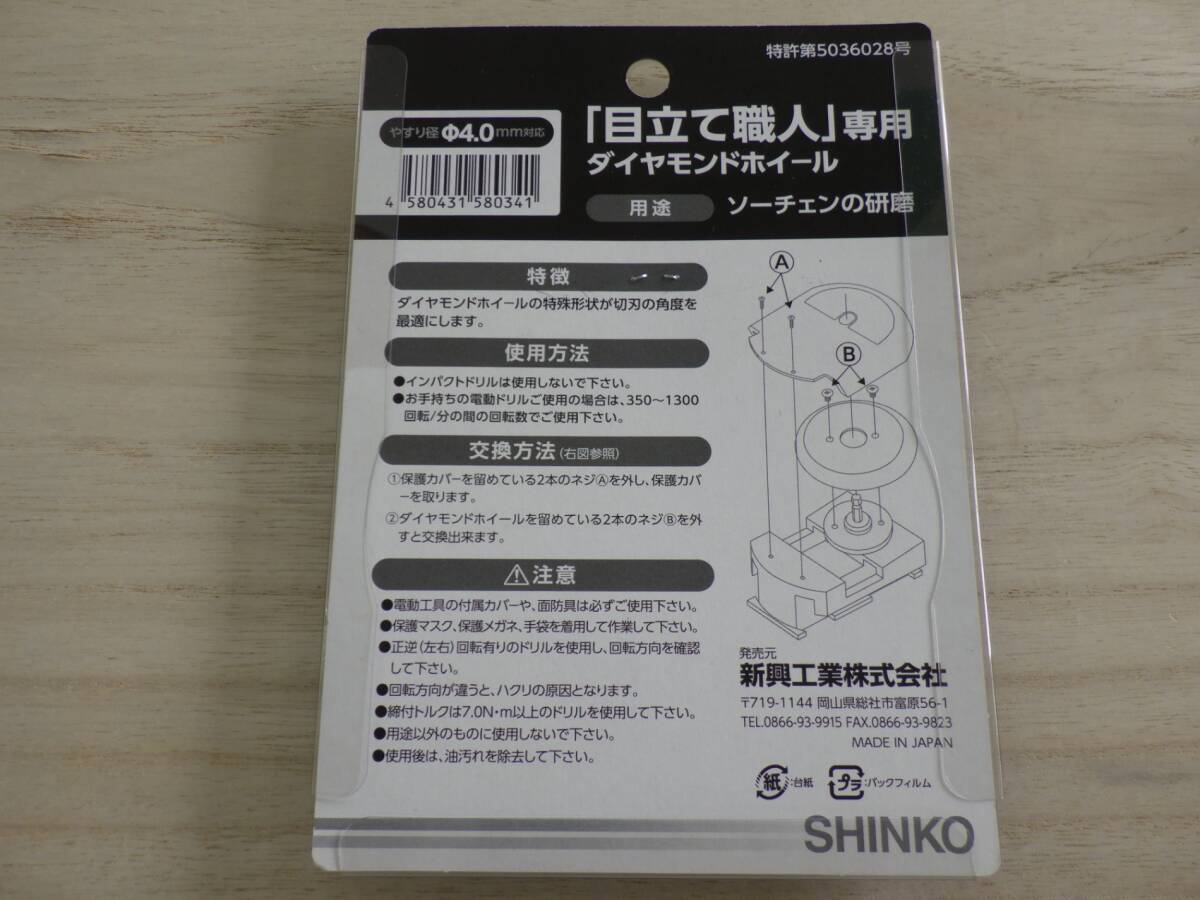 特許第5036028号
やすり径 Φ4.0mm対応
4 580431 580341
「目立て職人」専用
ダイヤモンドホイール
用途 ソーチェンの研磨
特徴
ダイヤモンドホイールの特殊形状が切刃の角度を
最適にします。
使用方法
●インパクトドリルは使用しないで下さい。
●お手持ちの電動ドリルご使用の場合は、350〜1300
回転/分の間の回転数でご使用下さい。
交換方法(右図参照)
①保護カバーを留めている2本のネジⒶを外し、保護カバ
ーを取ります。
②ダイヤモンドホイールを留めている2本のネジⒷを外
すと交換出来ます。
⚠注意
●電動工具の付属カバーや、面防具は必ずご使用下さい。
●保護マスク、保護メガネ、手袋を着用して作業して下さい。
●正逆(左右)回転有りのドリルを使用し、回転方向を確認
して下さい。
●回転方向が違うと、ハクリの原因となります。
●締付トルクは7.0N・m以上のドリルを使用して下さい。
●用途以外のものに使用しないで下さい。
●使用後は、油汚れを除去して下さい。
Ⓐ
Ⓑ
発売元
新興工業株式会社
〒719-1144 岡山県総社市富原56-1
TEL.0866-93-9915 FAX.0866-93-9823
MADE IN JAPAN
紙:台紙 プラ:パックフィルム
SHINKO